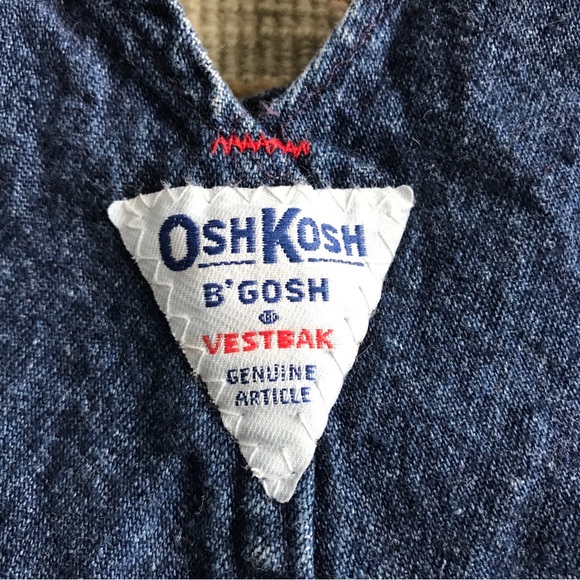 OSHKOSH
B'GOSH
VESTBAK
GENUINE
ARTICLE